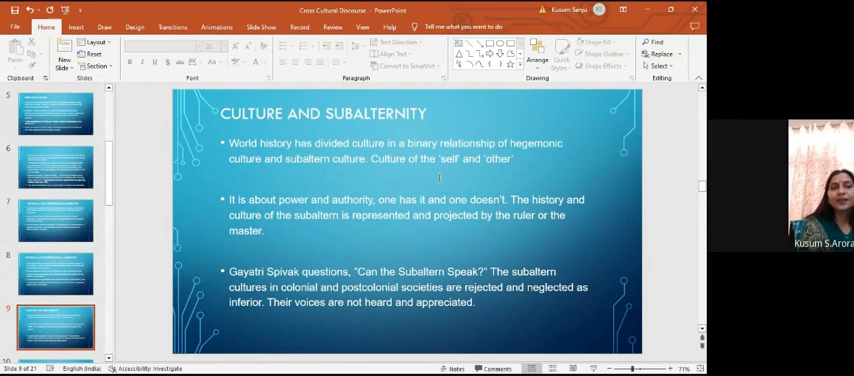 Cross Cultural Discourse - PowerPoint
Kusum Sanju
KS
File Home Insert Draw Design Transitions Animations Slide Show Record Review View Help Tell me what you want to do
Paste
Clipboard
New
Slide
Layout
Reset
Section
Slides
Font
Paragraph
Text Direction
Align Text
Convert to SmartArt
Arrange
Quick
Styles
Shape Fill
Shape Outline
Shape Effects
Drawing
Find
Replace
Select
Editing
5
6
7
8
9
10
CULTURE AND SUBALTERNITY
• World history has divided culture in a binary relationship of hegemonic
culture and subaltern culture. Culture of the 'self' and 'other'
• It is about power and authority, one has it and one doesn't. The history and
culture of the subaltern is represented and projected by the ruler or the
master.
• Gayatri Spivak questions, "Can the Subaltern Speak?" The subaltern
cultures in colonial and postcolonial societies are rejected and neglected as
inferior. Their voices are not heard and appreciated.
Kusum S.Arora
Slide 9 of 21 English (India) Accessibility: Investigate Notes Comments 71%